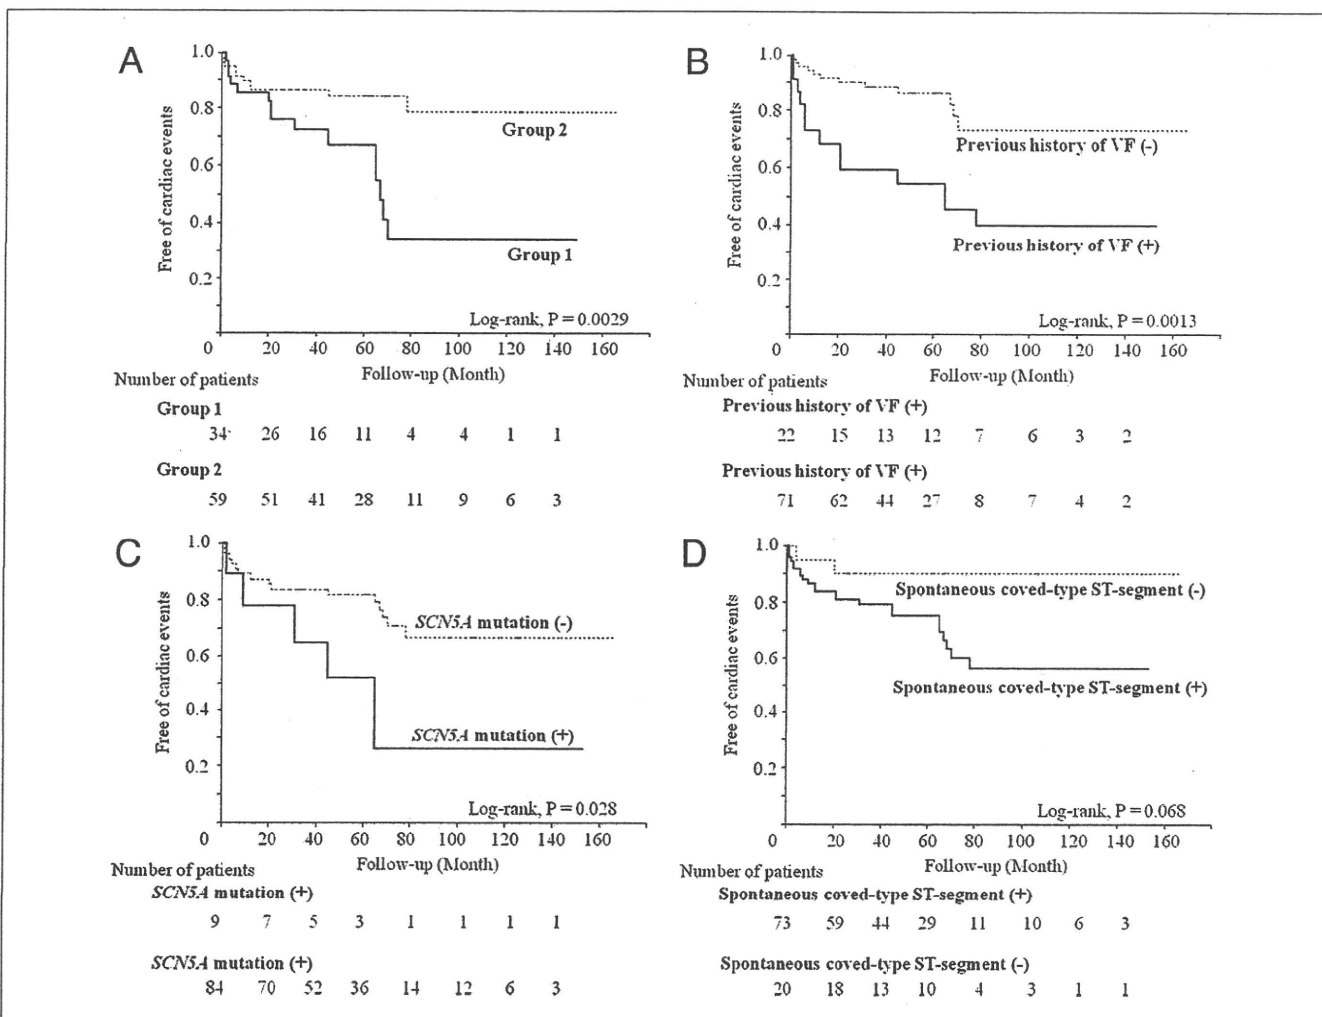 A
1.0
0.8
0.6
0.4
0.2
Free of cardiac events
Group 2
Group 1
Log-rank, P = 0.0029
0 20 40 60 80 100 120 140 160
Follow-up (Month)
Number of patients
Group 1
34 26 16 11 4 4 1 1
Group 2
59 51 41 28 11 9 6 3
B
1.0
0.8
0.6
0.4
0.2
Free of cardiac events
Previous history of VF (-)
Previous history of VF (+)
Log-rank, P = 0.0013
0 20 40 60 80 100 120 140 160
Follow-up (Month)
Number of patients
Previous history of VF (+)
22 15 13 12 7 6 3 2
Previous history of VF (+)
71 62 44 27 8 7 4 2
C
1.0
0.8
0.6
0.4
0.2
Free of cardiac events
SCN5A mutation (-)
SCN5A mutation (+)
Log-rank, P = 0.028
0 20 40 60 80 100 120 140 160
Follow-up (Month)
Number of patients
SCN5A mutation (+)
9 7 5 3 1 1 1 1
SCN5A mutation (+)
84 70 52 36 14 12 6 3
D
1.0
0.8
0.6
0.4
0.2
Free of cardiac events
Spontaneous coved-type ST-segment (-)
Spontaneous coved-type ST-segment (+)
Log-rank, P = 0.068
0 20 40 60 80 100 120 140 160
Follow-up (Month)
Number of patients
Spontaneous coved-type ST-segment (+)
73 59 44 29 11 10 6 3
Spontaneous coved-type ST-segment (-)
20 18 13 10 4 3 1 1